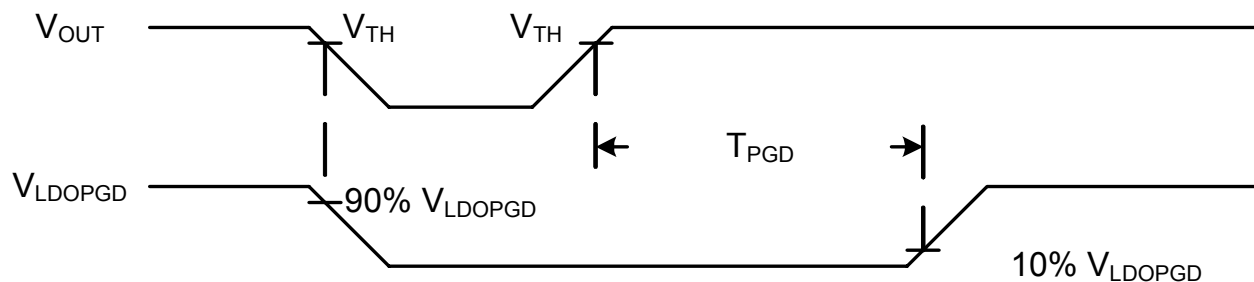 VOUT
VTH
VTH
TPGD
VLDOPGD
90% VLDOPGD
10% VLDOPGD